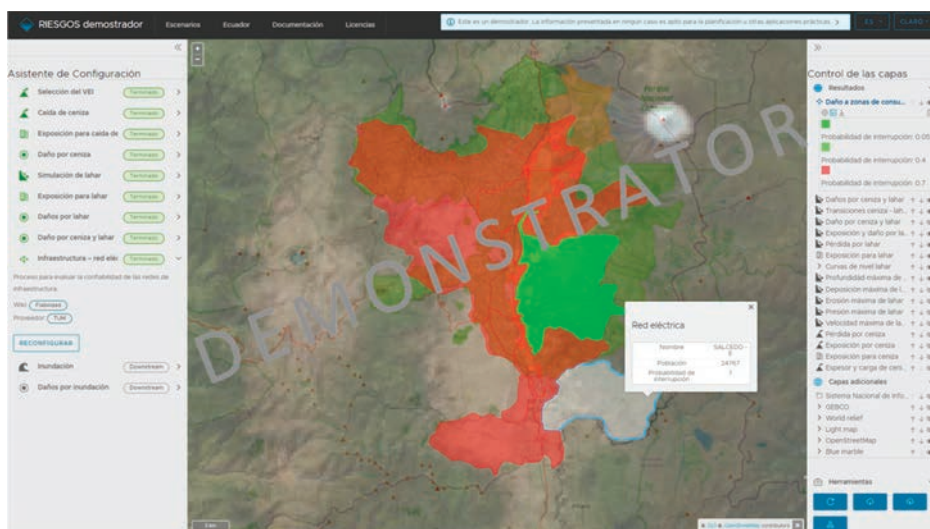 RIESGOS demostrador
Escenarios
Ecuador
Documentación
Licencias
Este es un demostrador. La información presentada en ningún caso es apto para la planificación u otras aplicaciones prácticas.
ES
CLARO
Asistente de Configuración
Selección del VEI Terminado
Caída de ceniza Terminado
Exposición para caída de Terminado
Daño por ceniza Terminado
Simulación de lahar Terminado
Exposición para lahar Terminado
Daños por lahar Terminado
Daño por ceniza y lahar Terminado
Infraestructura – red eléc Terminado
Proceso para evaluar la confiabilidad de las redes de
infraestructura.
Wiki Fiabilidad
Proveedor TUM
RECONFIGURAR
Inundación Downstream
Daños por inundación Downstream
+
-
DEMONSTRATOR
Red eléctrica
Nombre SALCEDO
Población 24767
Probabilidad de
interrupción 1
contributors
Control de las capas
Resultados
Daño a zonas de consu...
Probabilidad de interrupción: 0.05
Probabilidad de interrupción: 0.4
Probabilidad de interrupción: 0.7
Daños por ceniza y lahar
Transiciones ceniza - lah...
Daño por ceniza y lahar
Exposición y daño por la...
Pérdida por lahar
Exposición para lahar
Curvas de nivel lahar
Profundidad máxima de...
Deposición máxima de l...
Erosión máxima de lahar
Presión máxima de lahar
Velocidad máxima de la...
Pérdida por ceniza
Exposición por ceniza
Exposición para ceniza
Espesor y carga de cen...
Capas adicionales
Sistema Nacional de Info...
GEBCO
World relief
Light map
OpenStreetMap
Blue marble
Herramientas